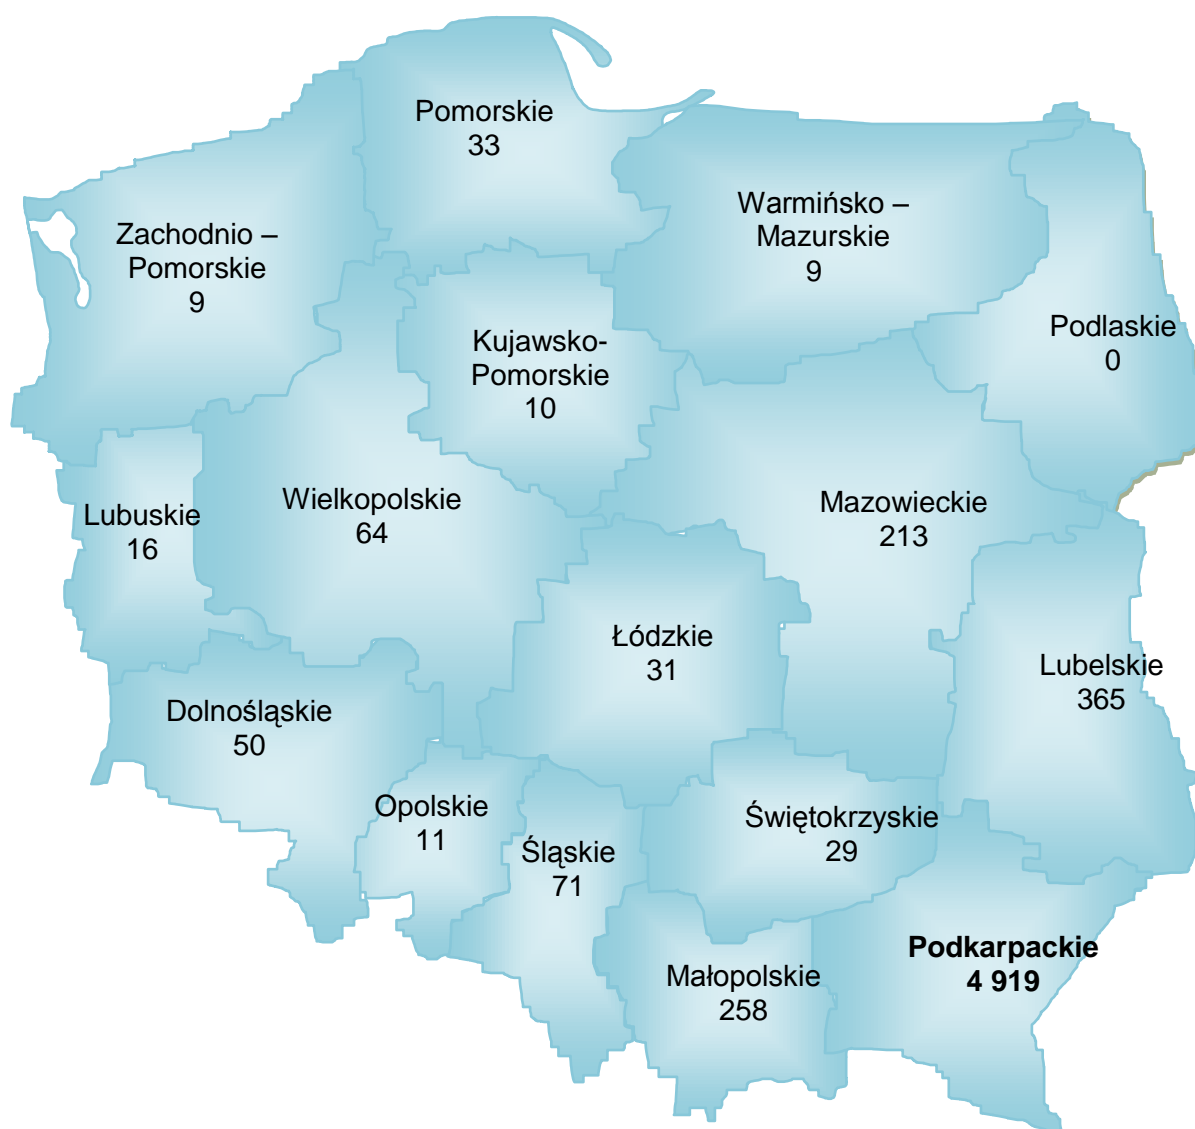 Pomorskie
33
Warmińsko –
Mazurskie
9
Zachodnio –
Pomorskie
9
Podlaskie
0
Kujawsko-
Pomorskie
10
Wielkopolskie
64
Mazowieckie
213
Lubuskie
16
Łódzkie
31
Lubelskie
365
Dolnośląskie
50
Opolskie
11
Świętokrzyskie
29
Śląskie
71
Podkarpackie
4 919
Małopolskie
258